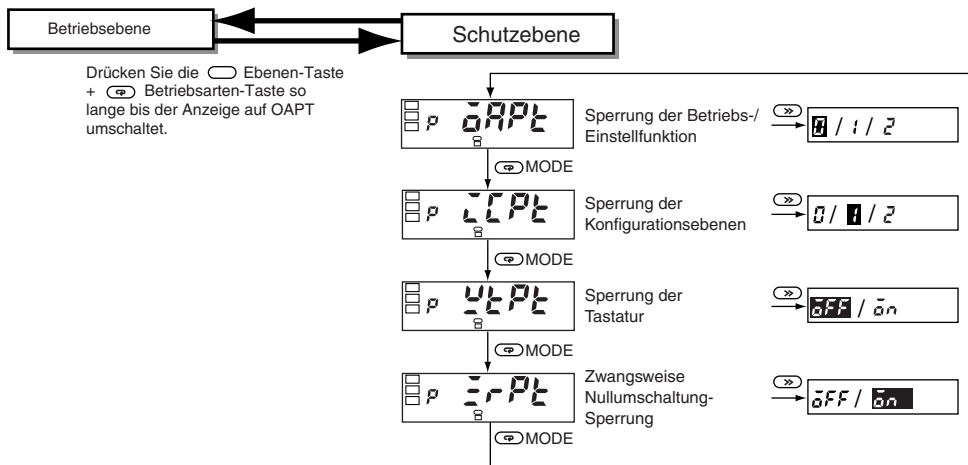 Betriebsebene
Schutzebene
Drücken Sie die Ebenen-Taste
+ Betriebsarten-Taste so
lange bis der Anzeige auf OAPT
umschaltet.
P oAPt
Sperrung der Betriebs-/
Einstellfunktion
0 / 1 / 2
MODE
P iCPt
Sperrung der
Konfigurationsebenen
0 / 1 / 2
MODE
P WtPt
Sperrung der
Tastatur
oFF / on
MODE
P ZrPt
Zwangsweise
Nullumschaltung-
Sperrung
oFF / on
MODE